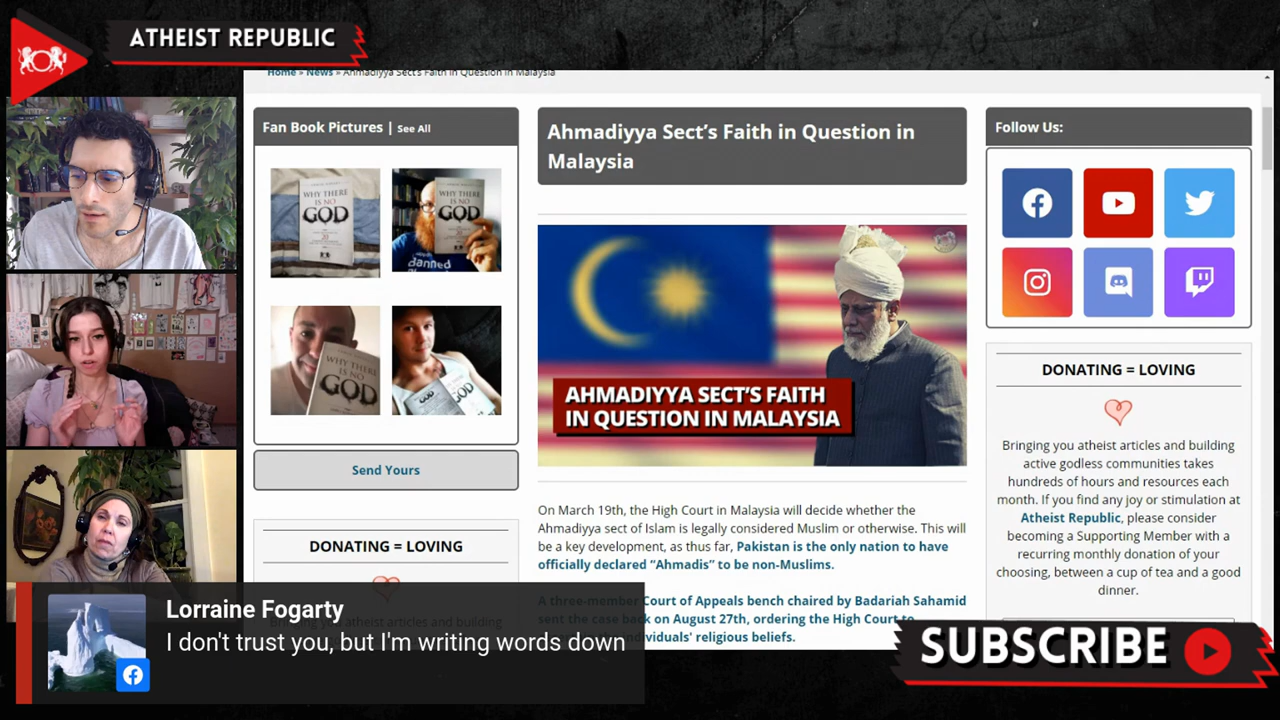 ATHEIST REPUBLIC
Home » News » Ahmadiyya Sect's Faith in Question in Malaysia
Fan Book Pictures | See All
WHY THERE
IS NO
GOD
WHY THERE
IS NO
GOD
damned
WHY THERE
IS NO
GOD
GOD
Send Yours
DONATING = LOVING
Ahmadiyya Sect’s Faith in Question in
Malaysia
AHMADIYYA SECT'S FAITH
IN QUESTION IN MALAYSIA
On March 19th, the High Court in Malaysia will decide whether the
Ahmadiyya sect of Islam is legally considered Muslim or otherwise. This will
be a key development, as thus far, Pakistan is the only nation to have
officially declared “Ahmadis” to be non-Muslims.
A three-member Court of Appeals bench chaired by Badariah Sahamid
sent the case back on August 27th, ordering the High Court to
individuals' religious beliefs.
Follow Us:
DONATING = LOVING
Bringing you atheist articles and building
active godless communities takes
hundreds of hours and resources each
month. If you find any joy or stimulation at
Atheist Republic, please consider
becoming a Supporting Member with a
recurring monthly donation of your
choosing, between a cup of tea and a good
dinner.
Bringing you atheist articles and building
Lorraine Fogarty
I don't trust you, but I'm writing words down
SUBSCRIBE